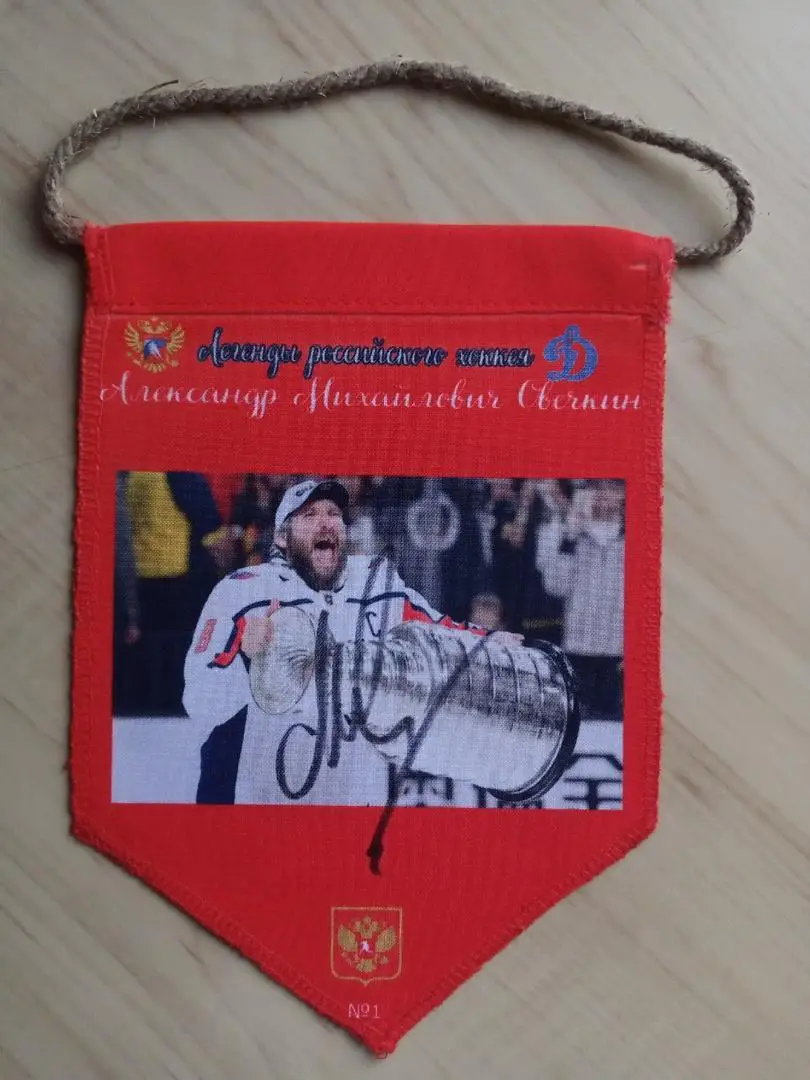 Легенды российского хоккея
Александр Михайлович Овечкин
№1